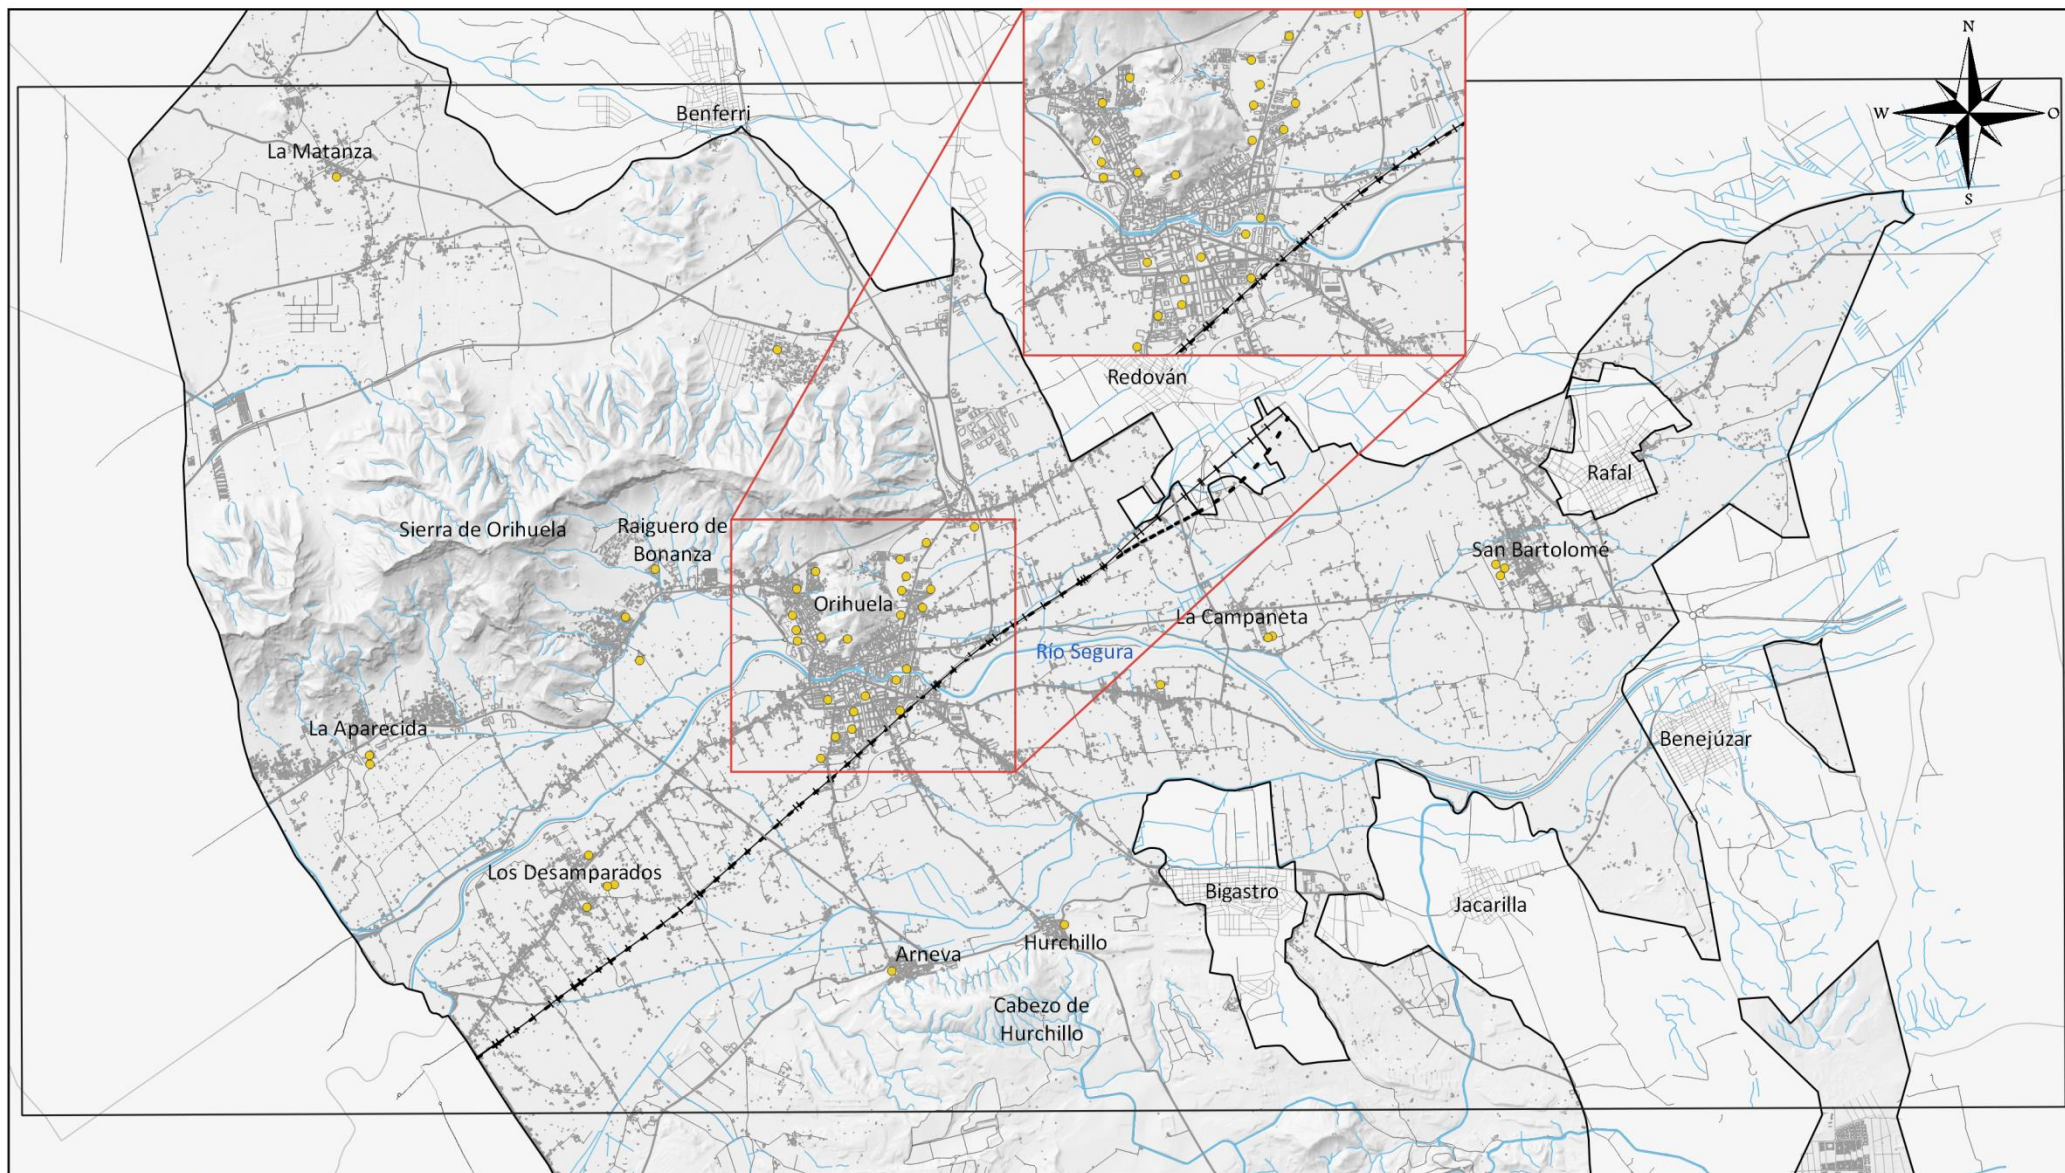 N
W
O
S
Benferri
La Matanza
Redován
Rafal
Sierra de Orihuela
Raiguero de
Bonanza
San Bartolomé
Orihuela
La Campaneta
Río Segura
La Aparecida
Benejúzar
Los Desamparados
Bigastro
Jacarilla
Hurchillo
Arneva
Cabezo de
Hurchillo